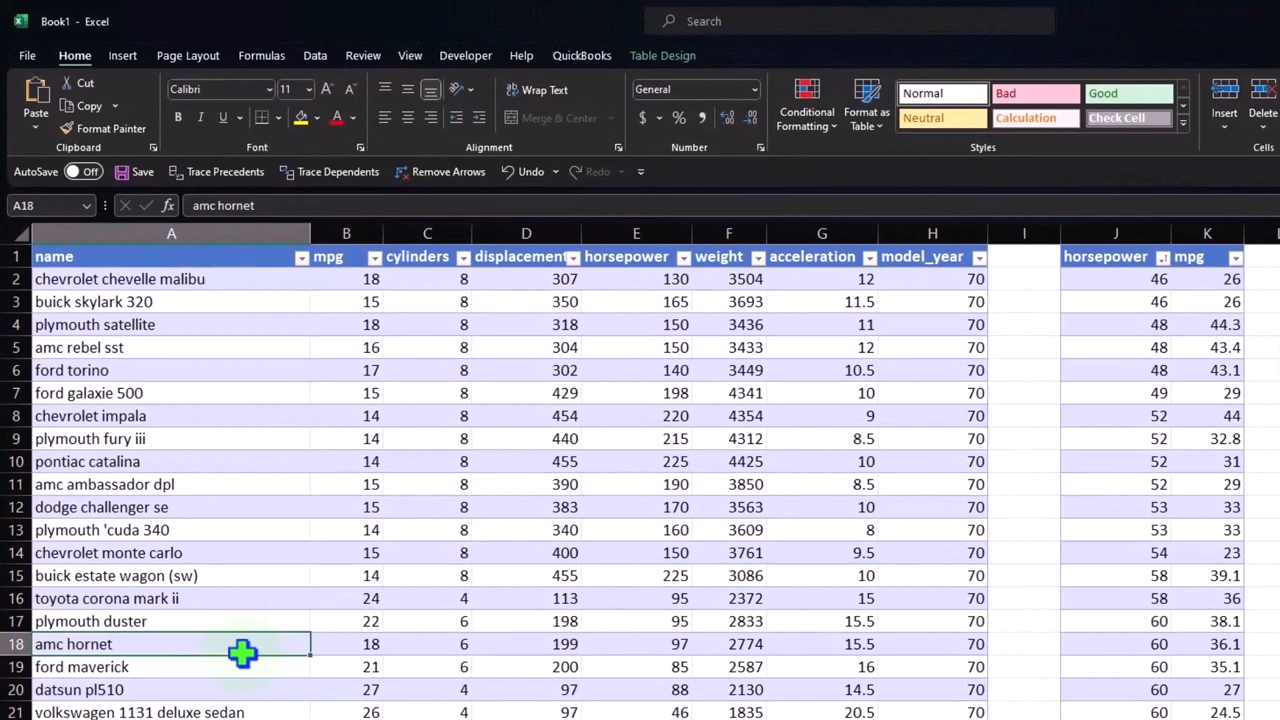 Book1 - Excel
Search
File Home Insert Page Layout Formulas Data Review View Developer Help QuickBooks Table Design
Paste
Cut
Copy
Format Painter
Clipboard
Calibri 11 A A
B I U A
Font
Wrap Text
Merge & Center
Alignment
General
$ % 9
Number
Conditional Formatting
Format as Table
Normal Bad Good
Neutral Calculation Check Cell
Styles
Insert Delete
Cells
AutoSave Off Save Trace Precedents Trace Dependents Remove Arrows Undo Redo
A18 fx amc hornet
A B C D E F G H I J K
1 name mpg cylinders displacement horsepower weight acceleration model_year horsepower mpg
2 chevrolet chevelle malibu 18 8 307 130 3504 12 70 46 26
3 buick skylark 320 15 8 350 165 3693 11.5 70 46 26
4 plymouth satellite 18 8 318 150 3436 11 70 48 44.3
5 amc rebel sst 16 8 304 150 3433 12 70 48 43.4
6 ford torino 17 8 302 140 3449 10.5 70 48 43.1
7 ford galaxie 500 15 8 429 198 4341 10 70 49 29
8 chevrolet impala 14 8 454 220 4354 9 70 52 44
9 plymouth fury iii 14 8 440 215 4312 8.5 70 52 32.8
10 pontiac catalina 14 8 455 225 4425 10 70 52 31
11 amc ambassador dpl 15 8 390 190 3850 8.5 70 52 29
12 dodge challenger se 15 8 383 170 3563 10 70 53 33
13 plymouth 'cuda 340 14 8 340 160 3609 8 70 53 33
14 chevrolet monte carlo 15 8 400 150 3761 9.5 70 54 23
15 buick estate wagon (sw) 14 8 455 225 3086 10 70 58 39.1
16 toyota corona mark ii 24 4 113 95 2372 15 70 58 36
17 plymouth duster 22 6 198 95 2833 15.5 70 60 38.1
18 amc hornet 18 6 199 97 2774 15.5 70 60 36.1
19 ford maverick 21 6 200 85 2587 16 70 60 35.1
20 datsun pl510 27 4 97 88 2130 14.5 70 60 27
21 volkswagen 1131 deluxe sedan 26 4 97 46 1835 20.5 70 60 24.5